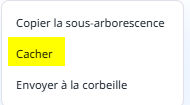 Copier la sous-arborescence
Cacher
Envoyer à la corbeille